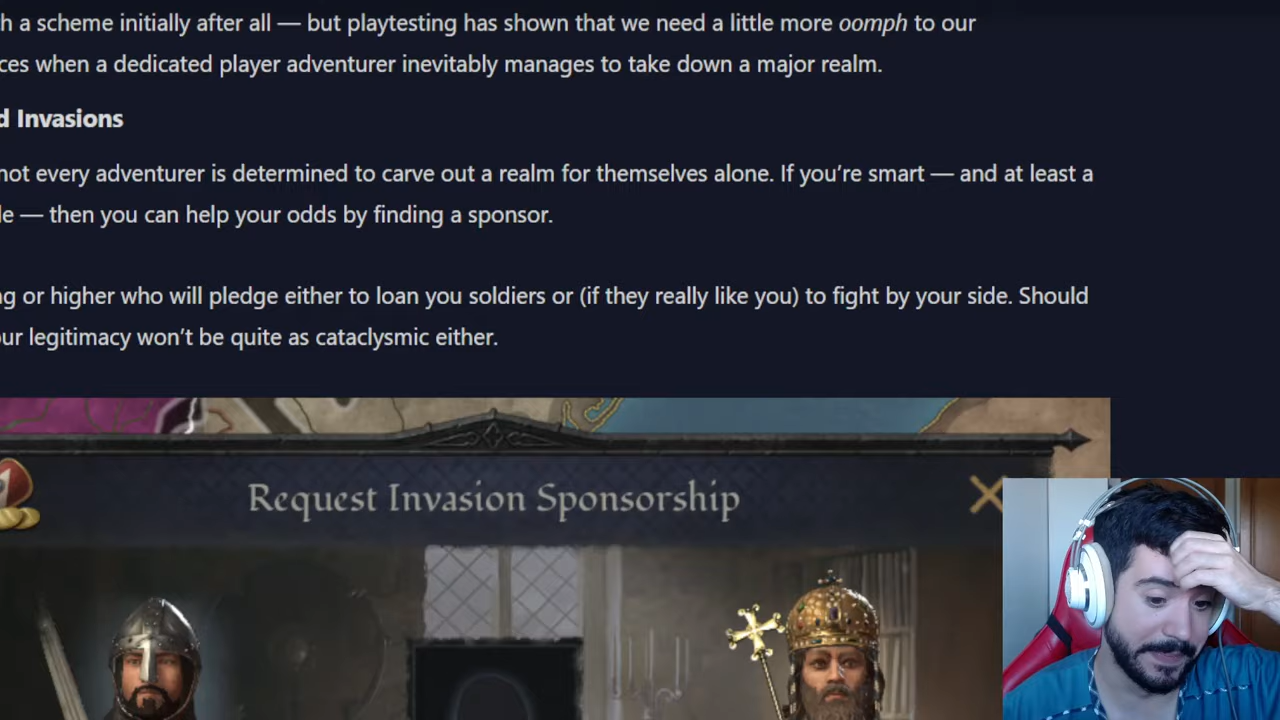 h a scheme initially after all — but playtesting has shown that we need a little more oomph to our
ces when a dedicated player adventurer inevitably manages to take down a major realm.
d Invasions
not every adventurer is determined to carve out a realm for themselves alone. If you’re smart — and at least a
le — then you can help your odds by finding a sponsor.
ng or higher who will pledge either to loan you soldiers or (if they really like you) to fight by your side. Should
our legitimacy won’t be quite as cataclysmic either.
Request Invasion Sponsorship